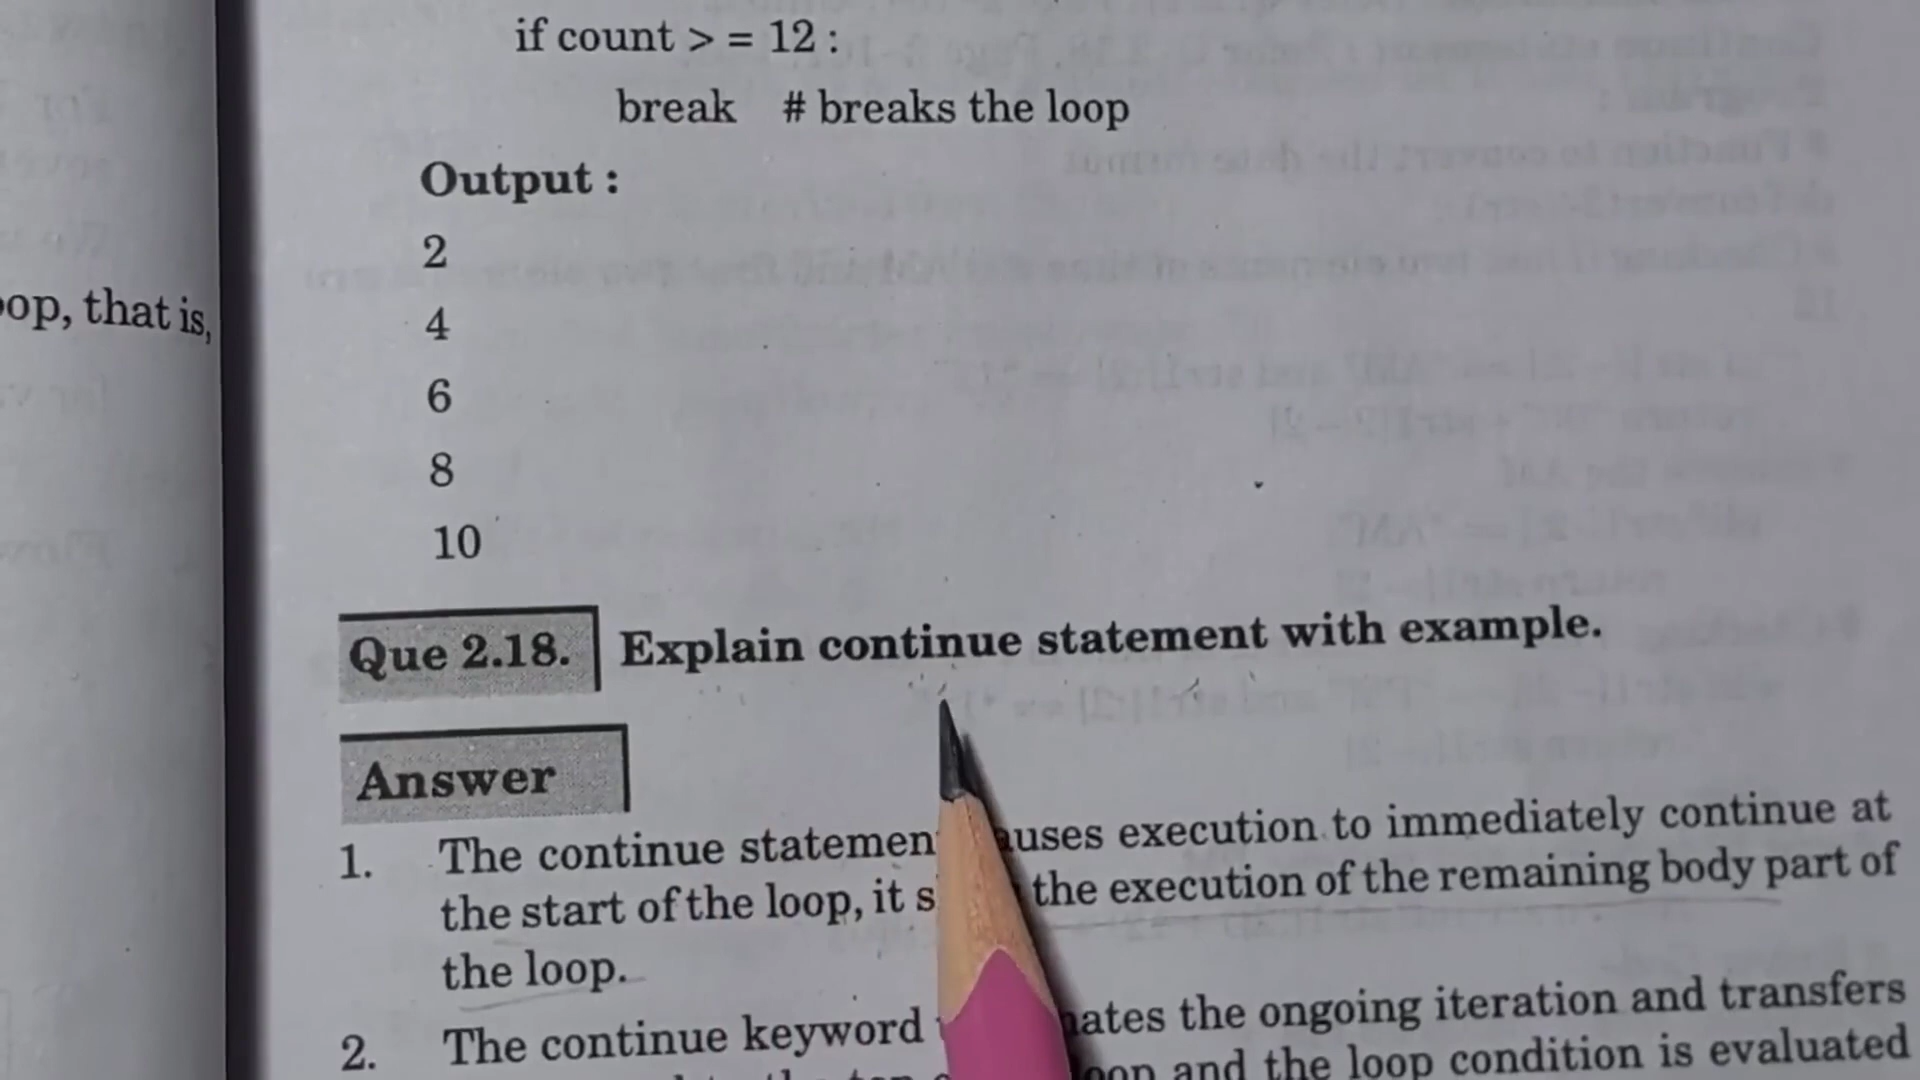 if count > = 12 :
break # breaks the loop
Output :
2
op, that is,
4
6
8
10
Que 2.18. Explain continue statement with example.
Answer
1. The continue statemen auses execution to immediately continue at
the start of the loop, it s the execution of the remaining body part of
the loop.
2. The continue keyword nates the ongoing iteration and transfers
and the loop condition is evaluated